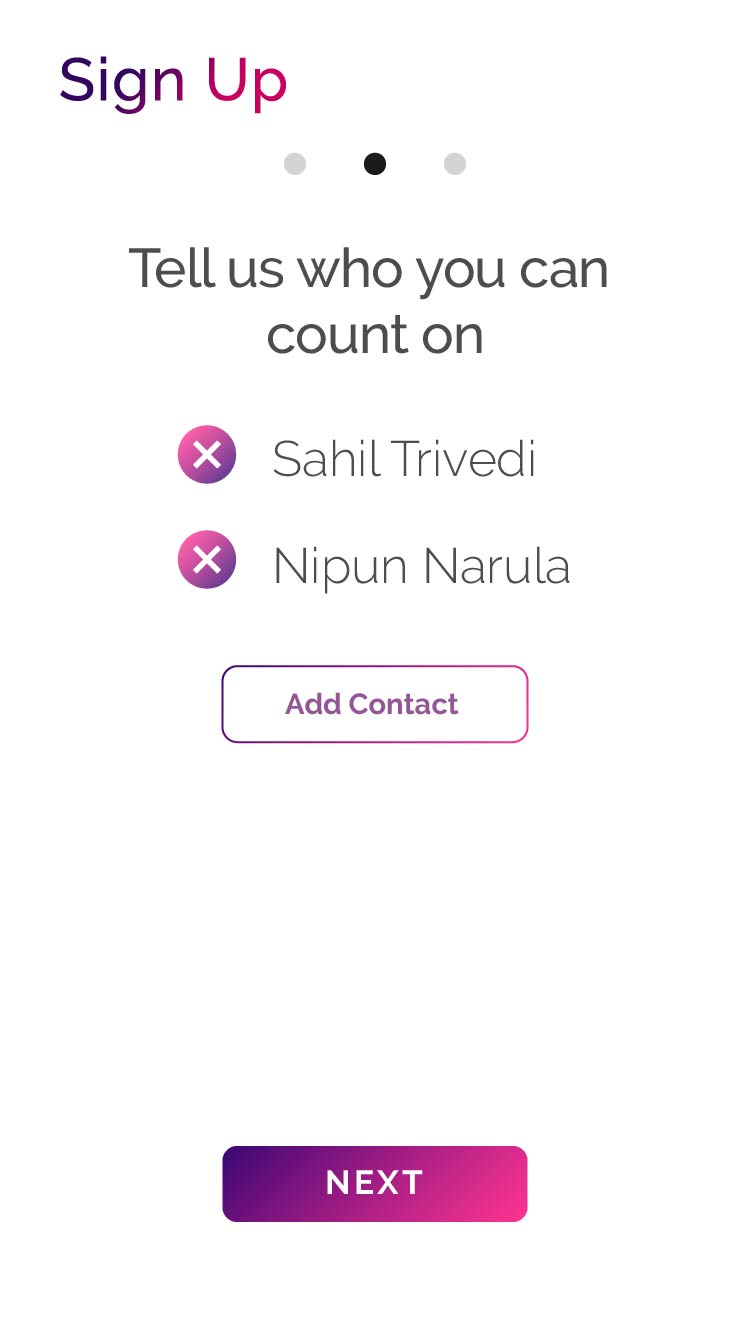 Sign Up
Tell us who you can
count on
Sahil Trivedi
Nipun Narula
Add Contact
NEXT